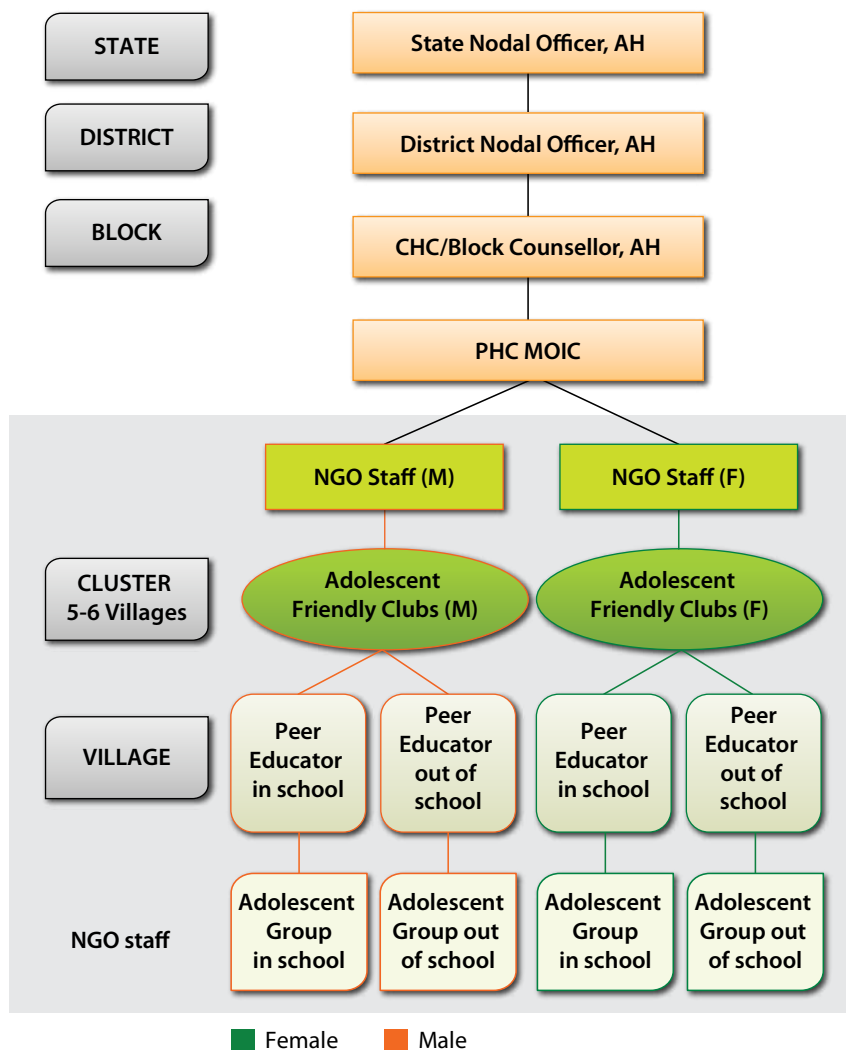 STATE
State Nodal Officer, AH
DISTRICT
District Nodal Officer, AH
BLOCK
CHC/Block Counsellor, AH
PHC MOIC
NGO Staff (M)
NGO Staff (F)
CLUSTER
5-6 Villages
Adolescent
Friendly Clubs (M)
Adolescent
Friendly Clubs (F)
VILLAGE
Peer
Educator
in school
Peer
Educator
out of
school
Peer
Educator
in school
Peer
Educator
out of
school
NGO staff
Adolescent
Group
in school
Adolescent
Group out
of school
Adolescent
Group
in school
Adolescent
Group out
of school
Female
Male